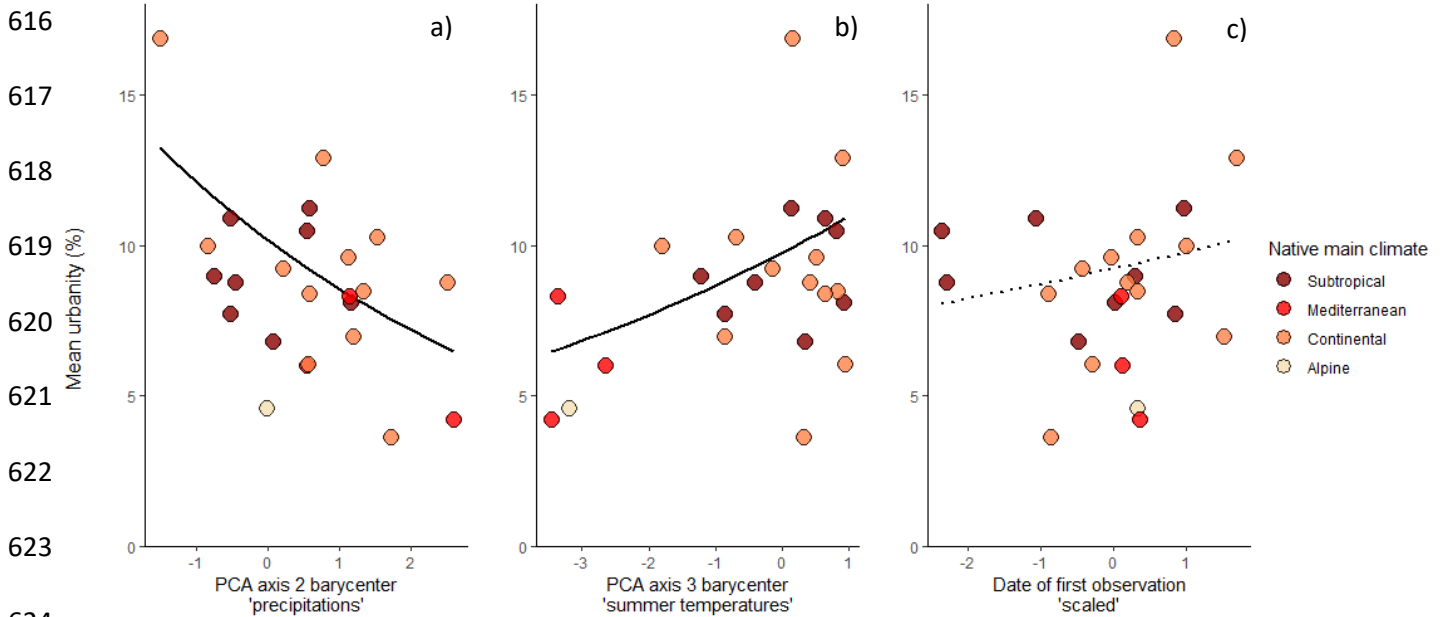 616
617
618
619
620
621
622
623
a)
b)
c)
Mean urbanity (%)
15
10
5
0
-1
0
1
2
PCA axis 2 barycenter
'precipitations'
15
10
5
0
-3
-2
-1
0
1
PCA axis 3 barycenter
'summer temperatures'
15
10
5
0
-2
-1
0
1
Date of first observation
'scaled'
Native main climate
Subtropical
Mediterranean
Continental
Alpine